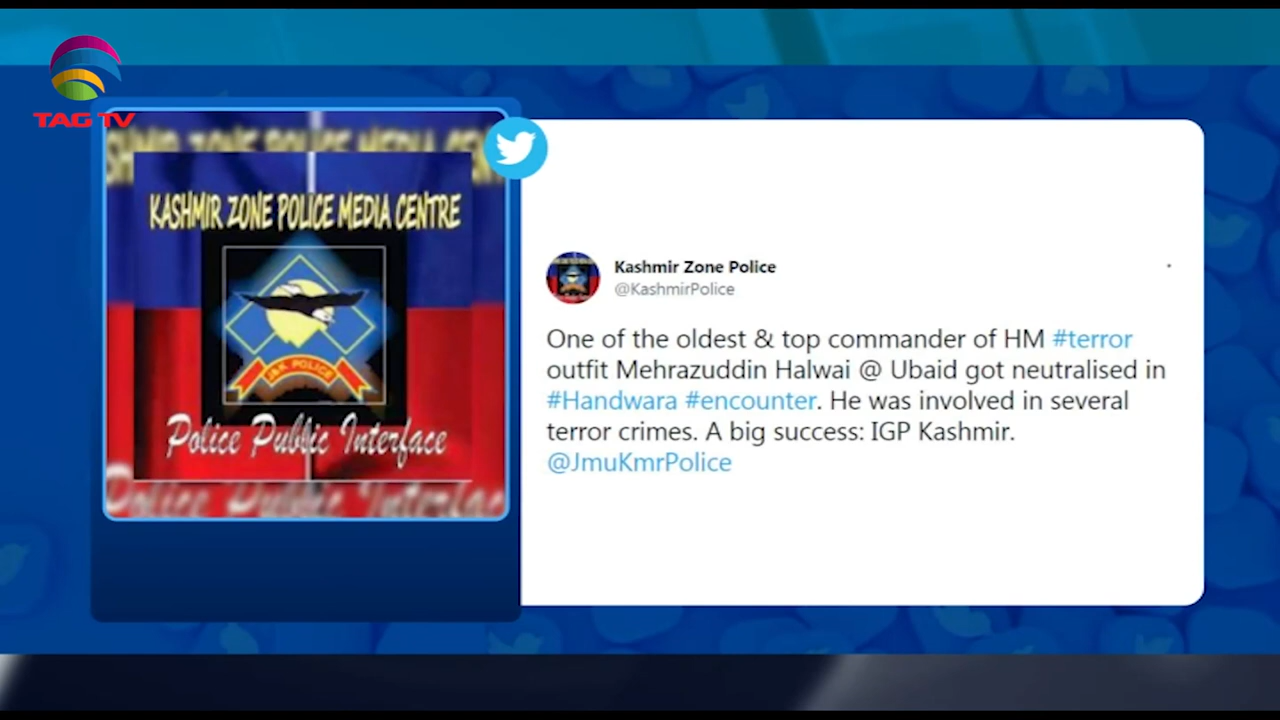 TAG TV
KASHMIR ZONE POLICE MEDIA CENTRE
J&K POLICE
Police Public Interface
Kashmir Zone Police
@KashmirPolice
One of the oldest & top commander of HM #terror
outfit Mehrazuddin Halwai @ Ubaid got neutralised in
#Handwara #encounter. He was involved in several
terror crimes. A big success: IGP Kashmir.
@JmuKmrPolice